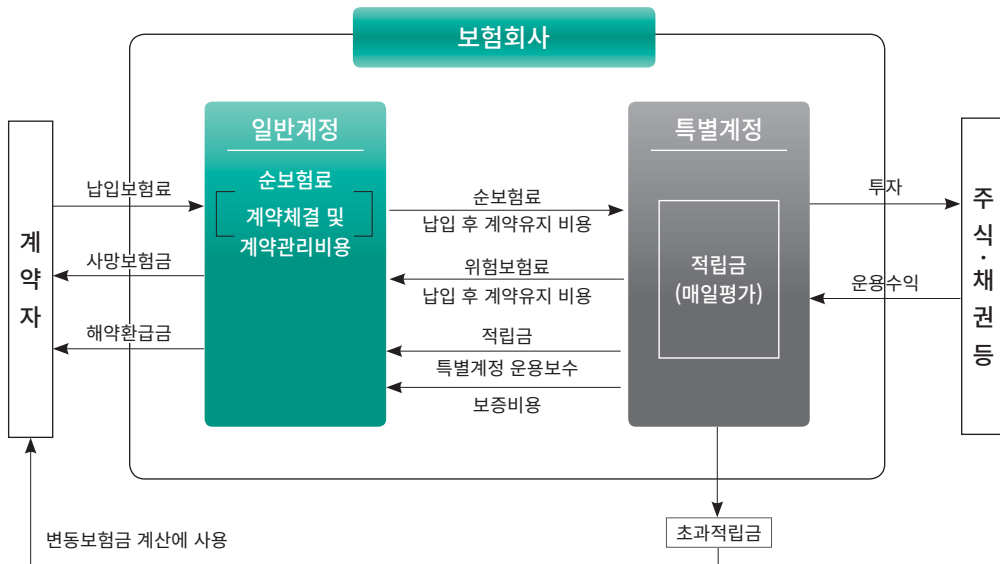 보험회사
일반계정
특별계정
순보험료
계약체결 및
계약관리비용
납입보험료
사망보험금
해약환급금
계약자
순보험료
납입 후 계약유지 비용
위험보험료
납입 후 계약유지 비용
적립금
특별계정 운용보수
보증비용
적립금
(매일평가)
투자
운용수익
주식·채권 등
초과적립금
변동보험금 계산에 사용